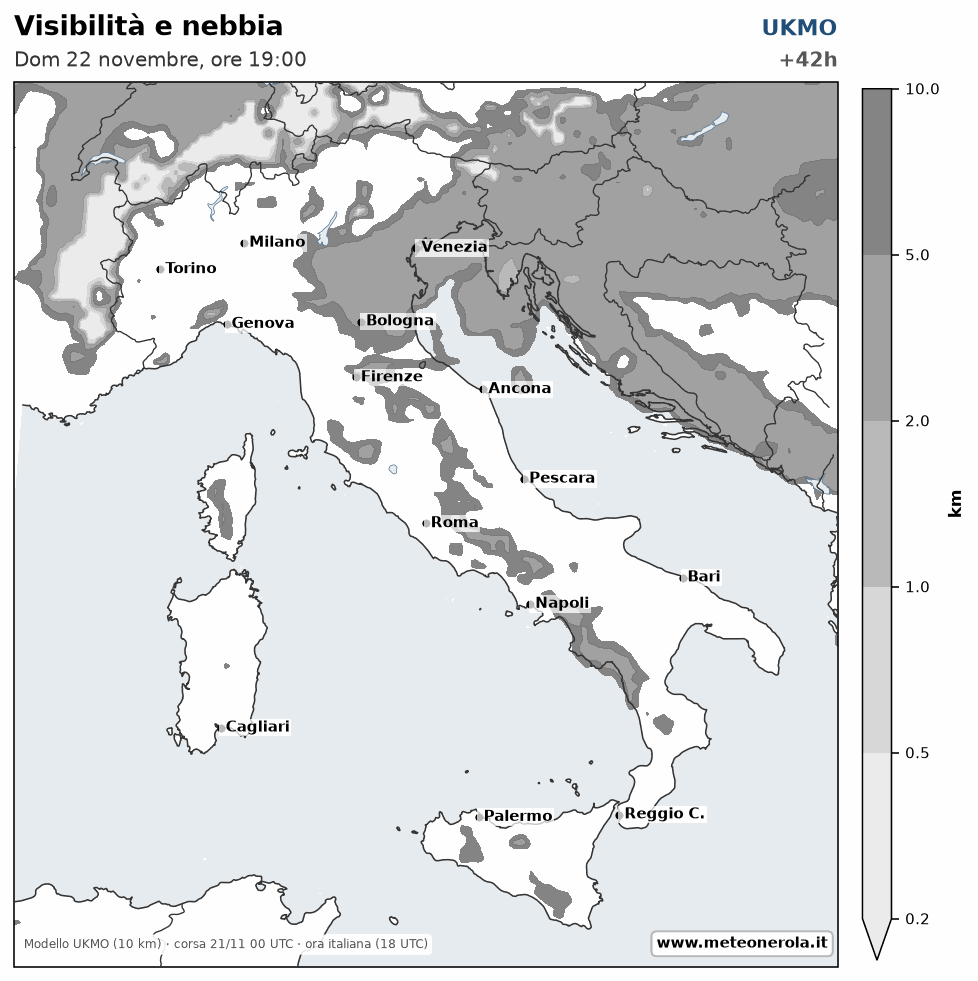 Visibilità e nebbia
UKMO
Dom 22 novembre, ore 19:00
+42h
10.0
5.0
2.0
1.0
0.5
0.2
km
Milano
Venezia
Torino
Genova
Bologna
Firenze
Ancona
Pescara
Roma
Bari
Napoli
Cagliari
Palermo
Reggio C.
Modello UKMO (10 km) · corsa 21/11 00 UTC · ora italiana (18 UTC)
www.meteonerola.it